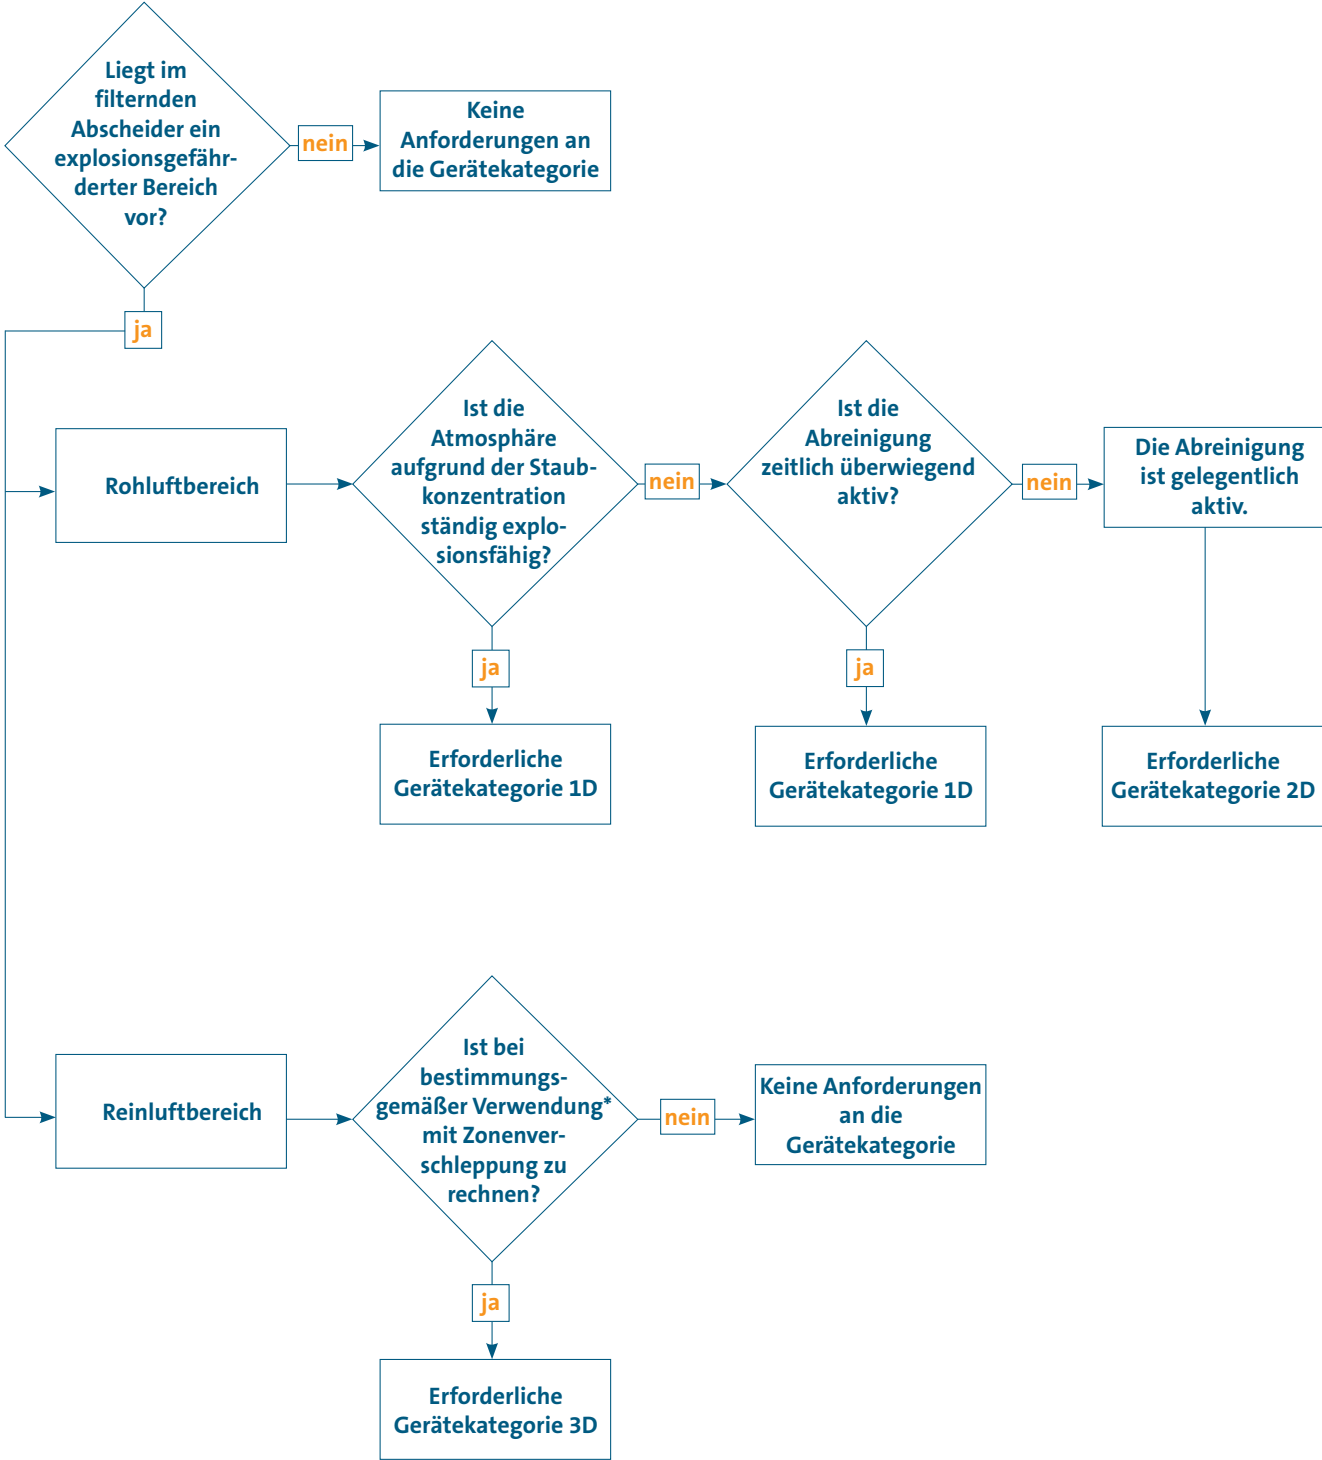 Liegt im
filternden
Abscheider ein
explosionsgefähr-
derter Bereich
vor?
nein
Keine
Anforderungen an
die Gerätekategorie
ja
Rohluftbereich
Ist die
Atmosphäre
aufgrund der Staub-
konzentration
ständig explo-
sionsfähig?
nein
Ist die
Abreinigung
zeitlich überwiegend
aktiv?
nein
Die Abreinigung
ist gelegentlich
aktiv.
ja
ja
Erforderliche
Gerätekategorie 1D
Erforderliche
Gerätekategorie 1D
Erforderliche
Gerätekategorie 2D
Reinluftbereich
Ist bei
bestimmungs-
gemäßer Verwendung*
mit Zonenver-
schleppung zu
rechnen?
nein
Keine Anforderungen
an die
Gerätekategorie
ja
Erforderliche
Gerätekategorie 3D